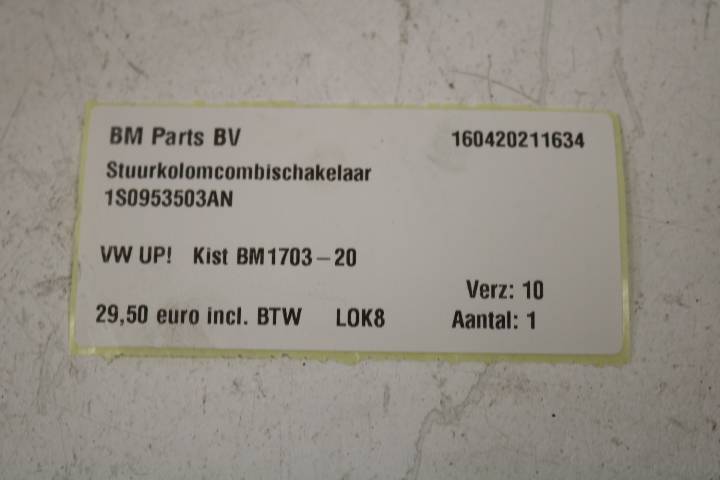 BM Parts BV 160420211634
Stuurkolomcombischakelaar
1S0953503AN
VW UP! Kist BM1703-20
Verz: 10
29,50 euro incl. BTW LOK8 Aantal: 1